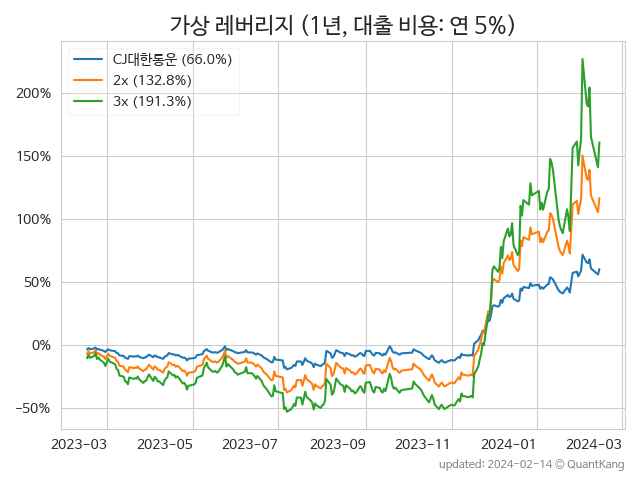 가상 레버리지 (1년, 대출 비용: 연 5%)
CJ대한통운 (66.0%)
2x (132.8%)
3x (191.3%)
200%
150%
100%
50%
0%
−50%
2023-03 2023-05 2023-07 2023-09 2023-11 2024-01 2024-03
updated: 2024-02-14 © QuantKang